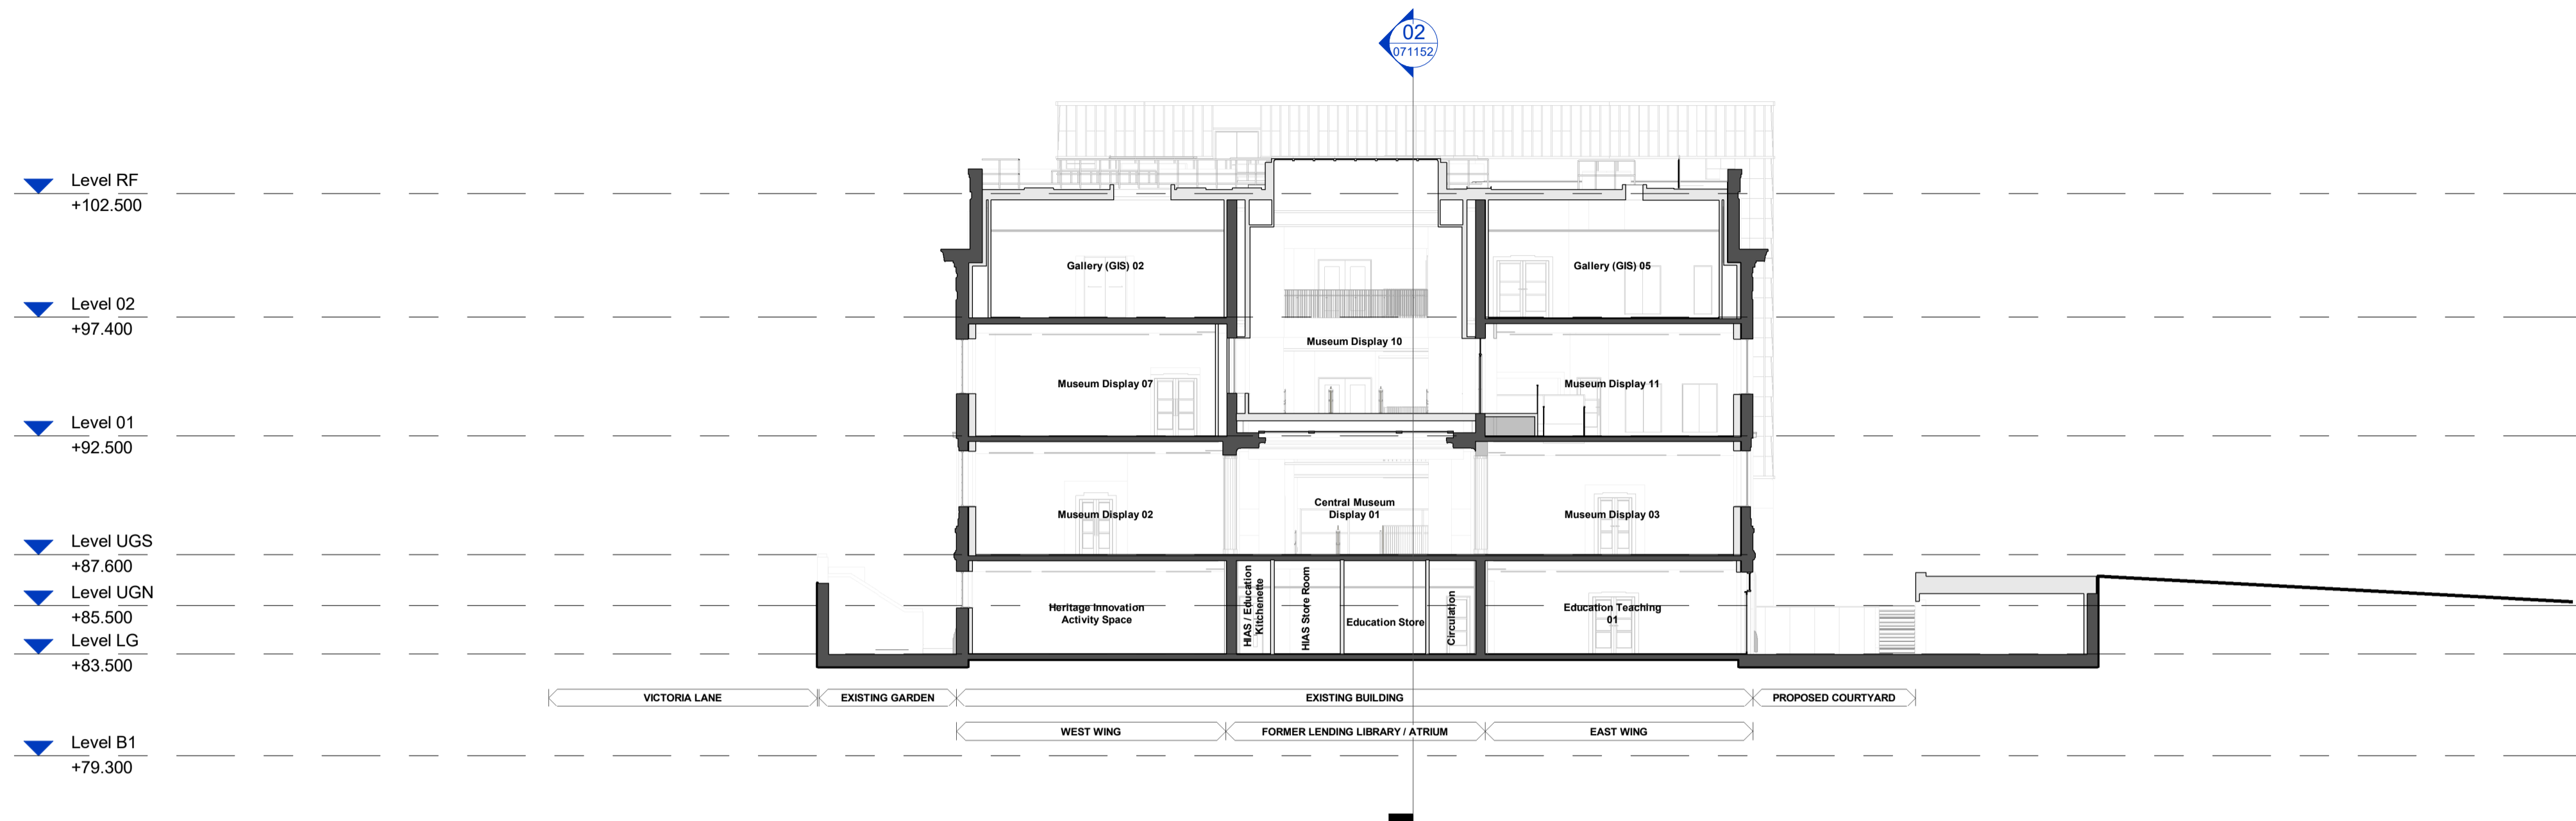 02
071152
Level RF
+102.500
Gallery (GIS) 02
Gallery (GIS) 05
Level 02
+97.400
Museum Display 10
Museum Display 07
Museum Display 11
Level 01
+92.500
Central Museum
Display 01
Museum Display 02
Museum Display 03
Level UGS
+87.600
Level UGN
+85.500
Heritage Innovation
Activity Space
HIAS / Education
Kitchenette
HIAS Store Room
Education Store
Circulation
Education Teaching
01
Level LG
+83.500
VICTORIA LANE
EXISTING GARDEN
EXISTING BUILDING
PROPOSED COURTYARD
WEST WING
FORMER LENDING LIBRARY / ATRIUM
EAST WING
Level B1
+79.300